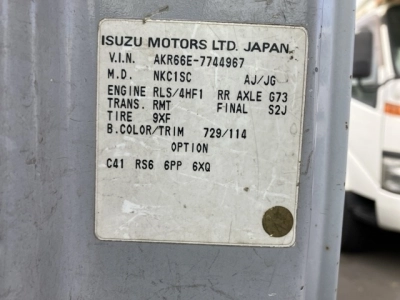 ISUZU MOTORS LTD. JAPAN
V.I.N. AKR66E-7744967
M.D. NKC1SC AJ/JG
ENGINE RLS/4HF1 RR AXLE G73
TRANS. RMT FINAL S2J
TIRE 9XF
B.COLOR/TRIM 729/114
OPTION
C41 RS6 6PP 6XQ